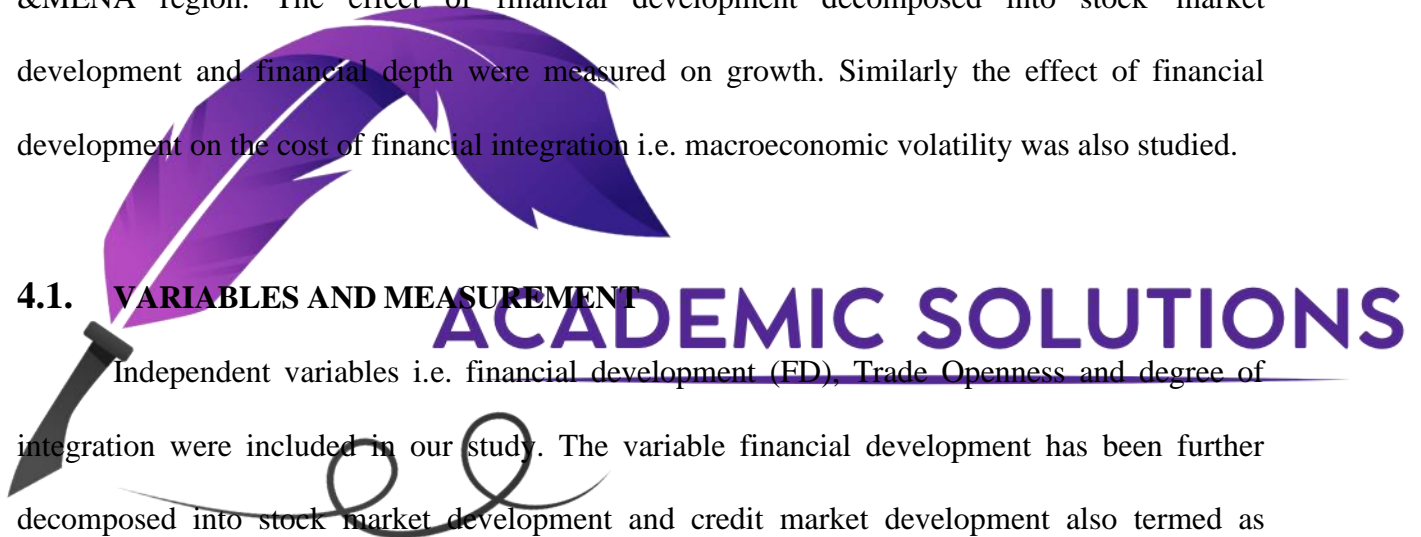 &MENA region. The effect of financial development decomposed into stock market
development and financial depth were measured on growth. Similarly the effect of financial
development on the cost of financial integration i.e. macroeconomic volatility was also studied.
4.1. VARIABLES AND MEASUREMENT
ACADEMIC SOLUTIONS
Independent variables i.e. financial development (FD), Trade Openness and degree of
integration were included in our study. The variable financial development has been further
decomposed into stock market development and credit market development also termed as